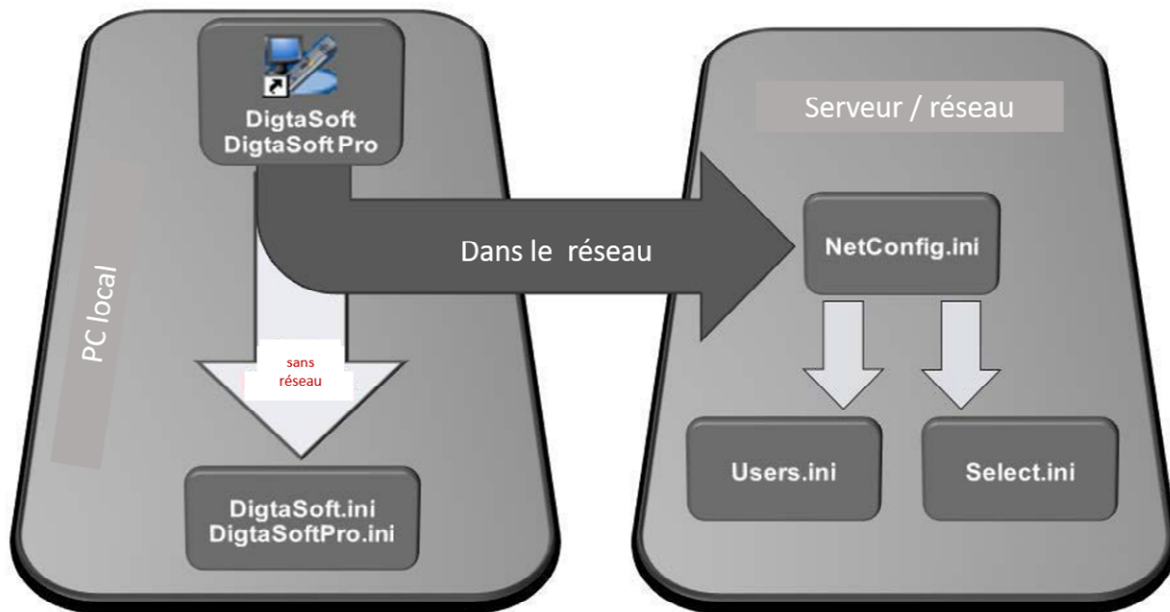 DigtaSoft
DigtaSoft Pro
PC local
sans
réseau
DigtaSoft.ini
DigtaSoftPro.ini
Dans le réseau
Serveur / réseau
NetConfig.ini
Users.ini
Select.ini